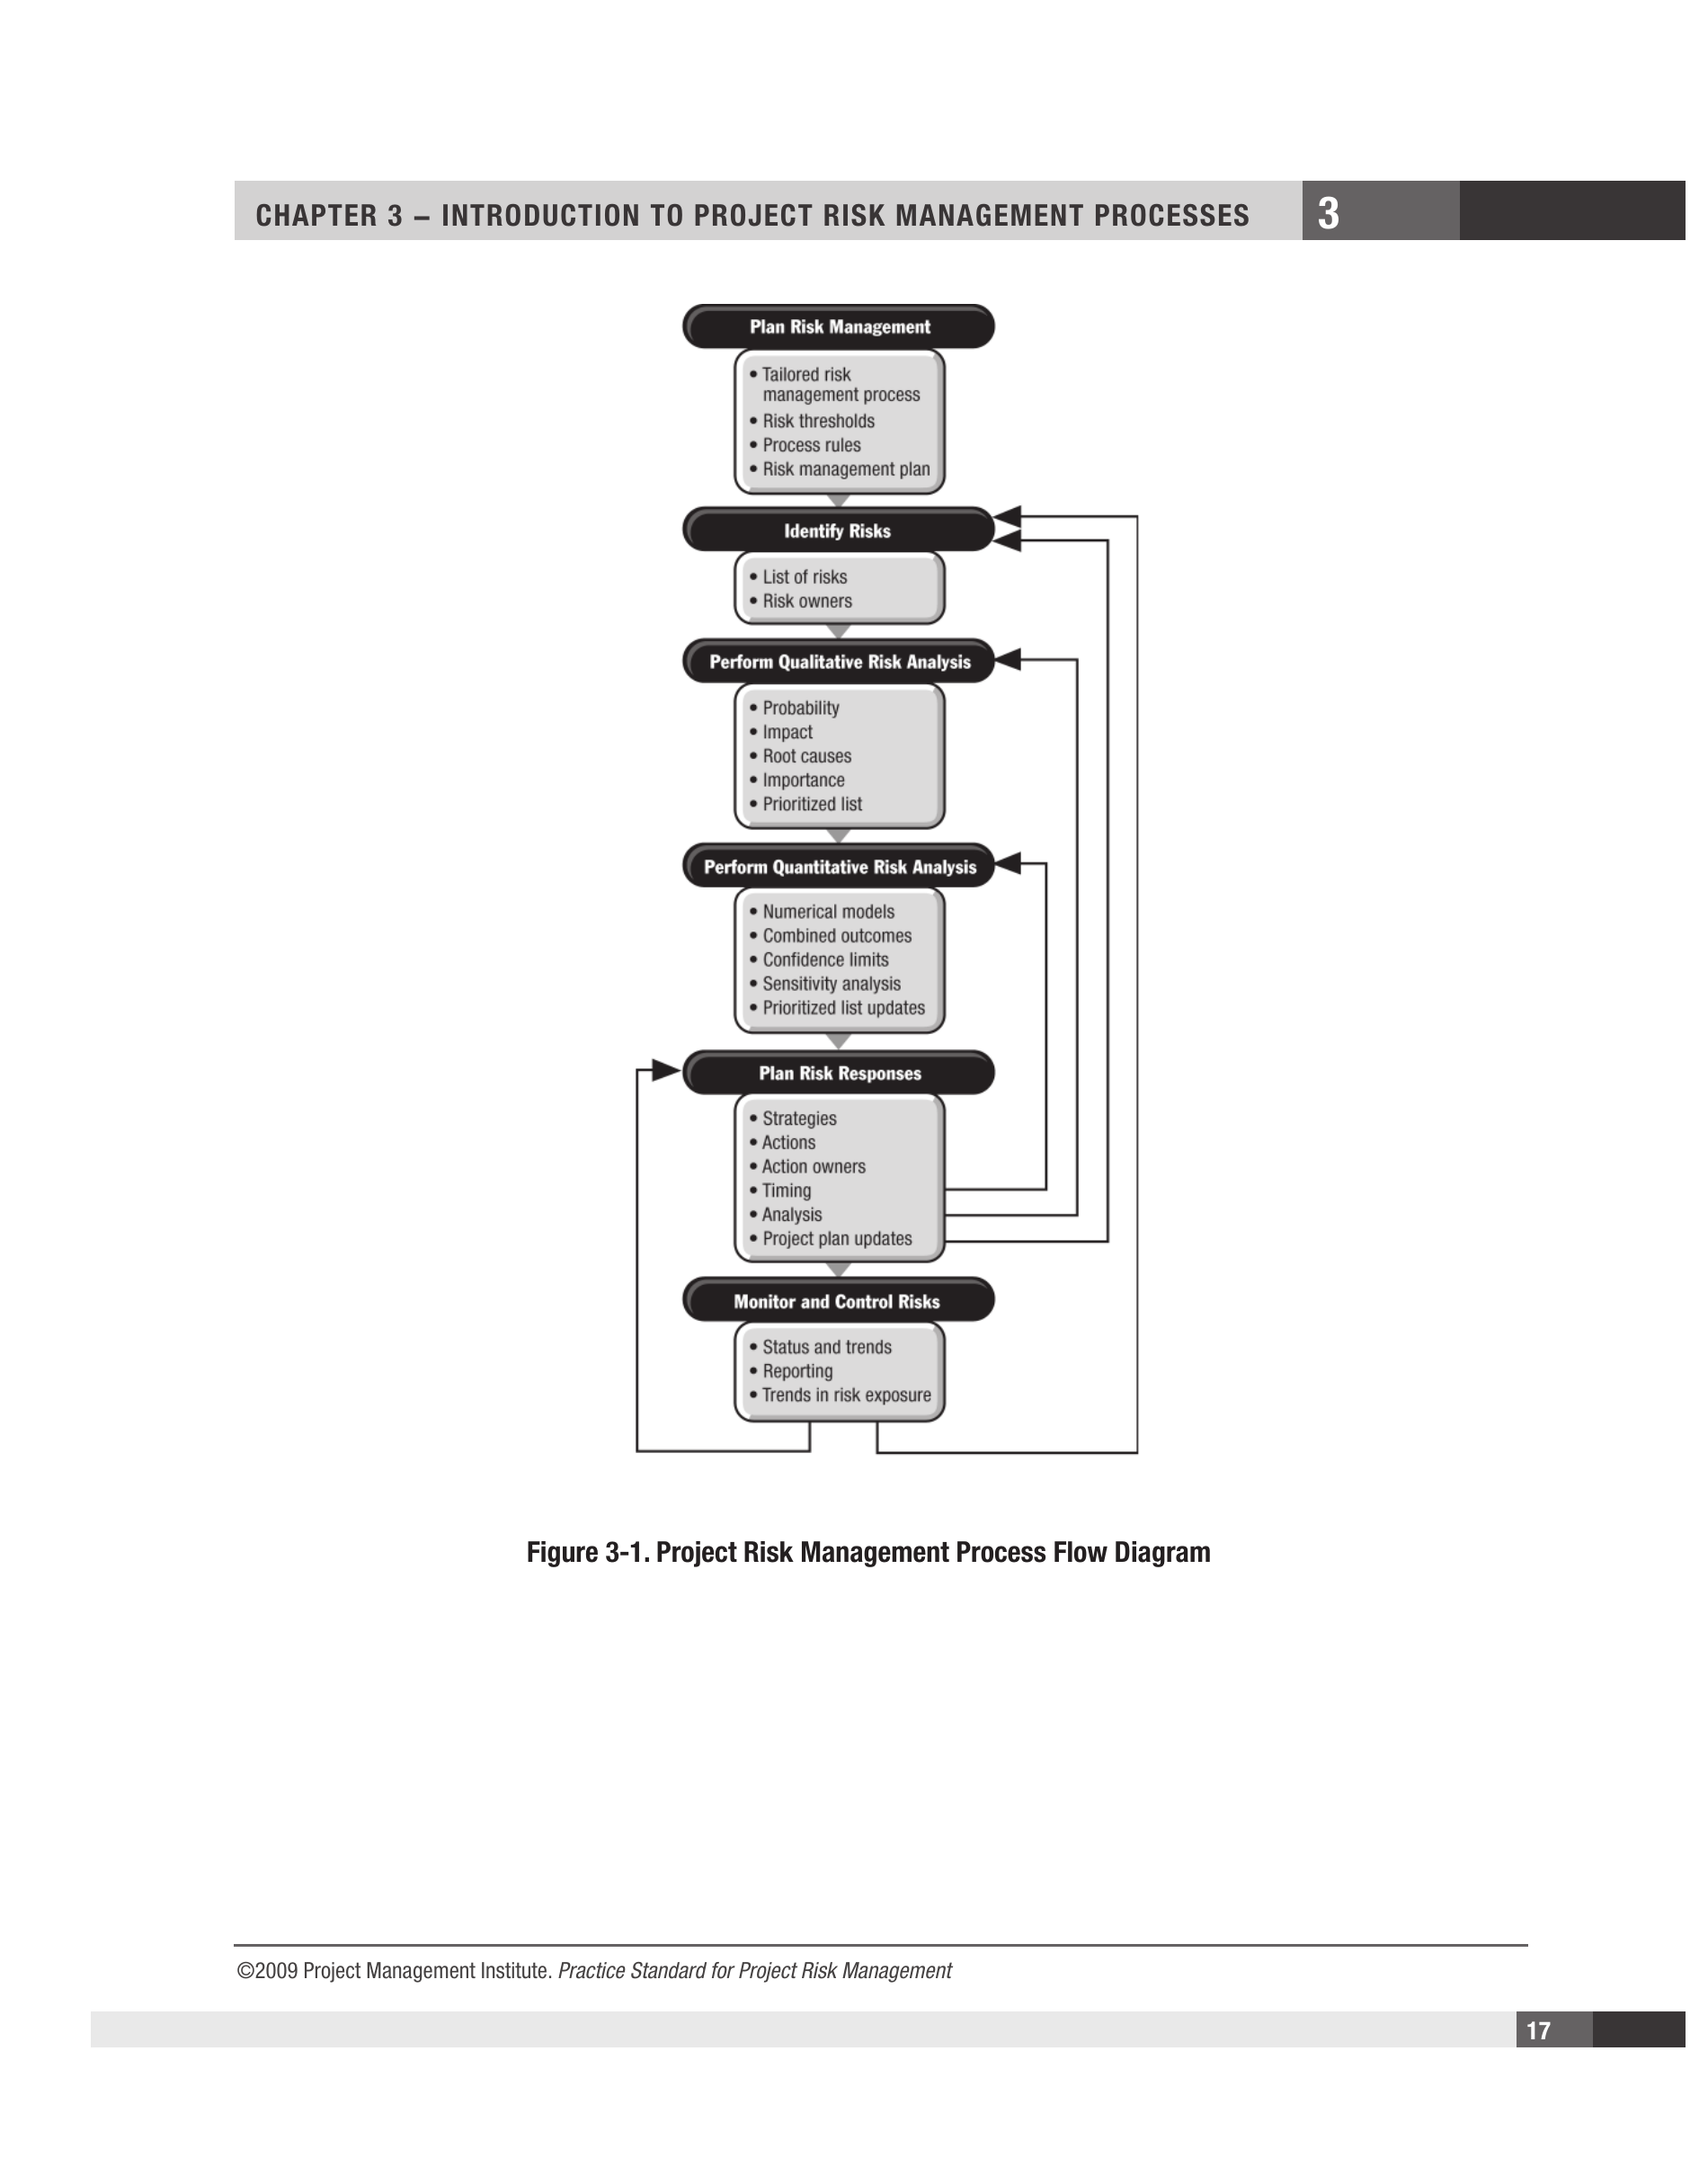 CHAPTER 3 – INTRODUCTION TO PROJECT RISK MANAGEMENT PROCESSES 3
Plan Risk Management
• Tailored risk
management process
• Risk thresholds
• Process rules
• Risk management plan
Identify Risks
• List of risks
• Risk owners
Perform Qualitative Risk Analysis
• Probability
• Impact
• Root causes
• Importance
• Prioritized list
Perform Quantitative Risk Analysis
• Numerical models
• Combined outcomes
• Confidence limits
• Sensitivity analysis
• Prioritized list updates
Plan Risk Responses
• Strategies
• Actions
• Action owners
• Timing
• Analysis
• Project plan updates
Monitor and Control Risks
• Status and trends
• Reporting
• Trends in risk exposure
Figure 3-1. Project Risk Management Process Flow Diagram
©2009 Project Management Institute. Practice Standard for Project Risk Management
17